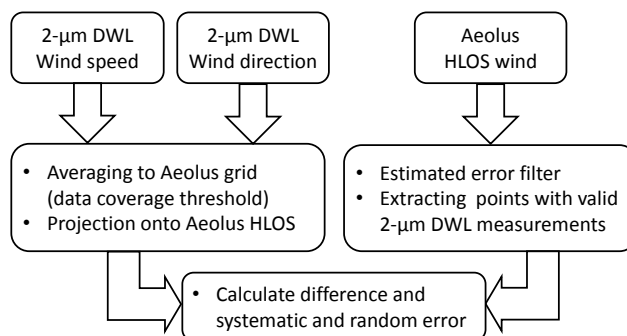 2-µm DWL
Wind speed
2-µm DWL
Wind direction
Aeolus
HLOS wind
• Averaging to Aeolus grid
(data coverage threshold)
• Projection onto Aeolus HLOS
• Estimated error filter
• Extracting points with valid
2-µm DWL measurements
• Calculate difference and
systematic and random error